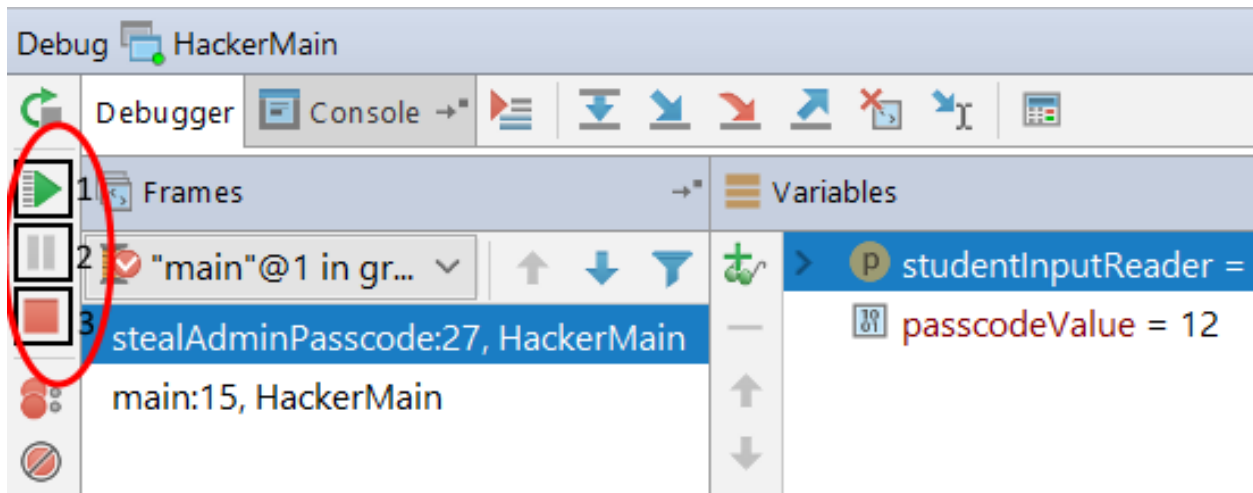 Debug HackerMain
Debugger Console
1 Frames Variables
2 "main"@1 in gr... p studentInputReader =
3 stealAdminPasscode:27, HackerMain passcodeValue = 12
main:15, HackerMain